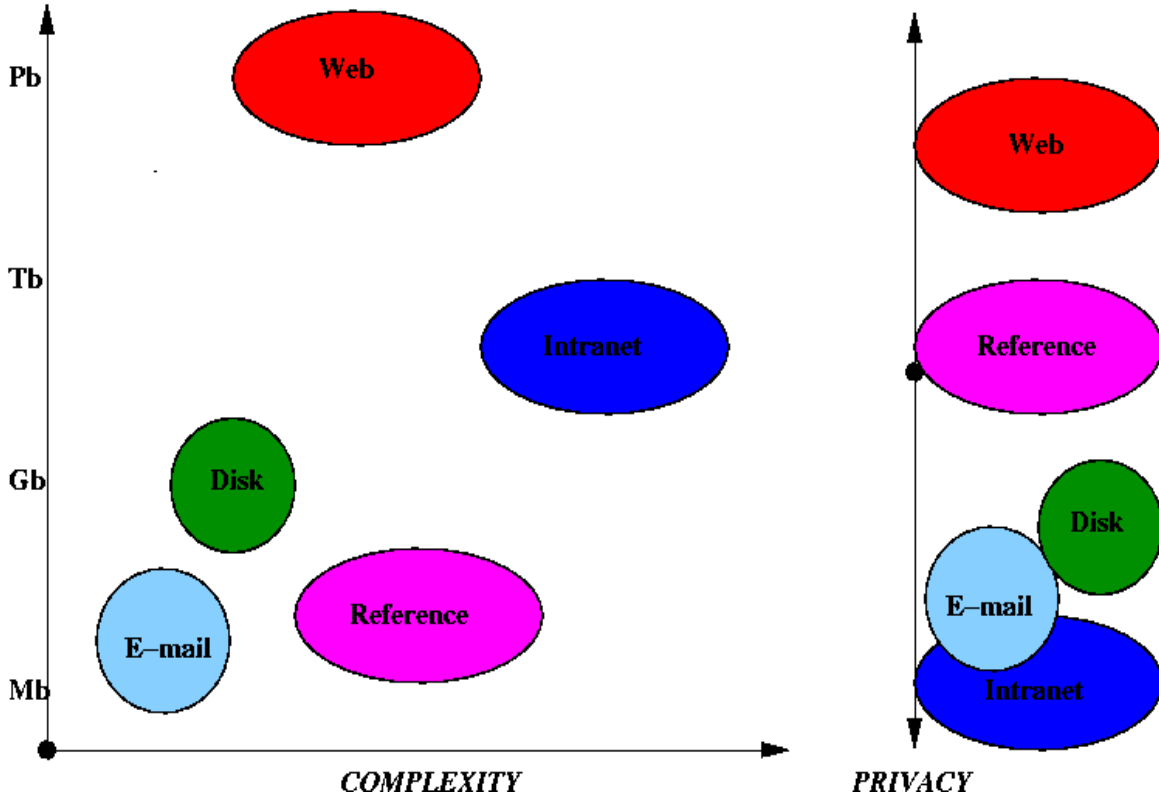 Pb
Web
Web
Tb
Intranet
Reference
Gb
Disk
Disk
E–mail
Reference
E–mail
Mb
Intranet
COMPLEXITY
PRIVACY